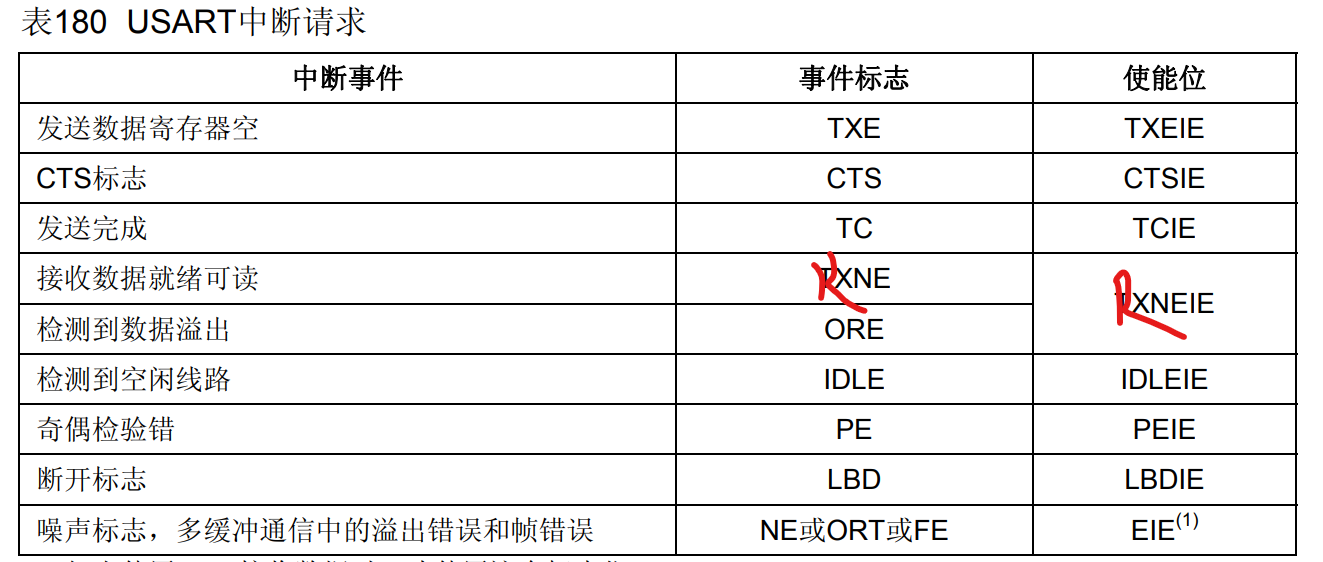 表180 USART中断请求
中断事件 事件标志 使能位
发送数据寄存器空 TXE TXEIE
CTS标志 CTS CTSIE
发送完成 TC TCIE
接收数据就绪可读 TXNE TXNEIE
R R
检测到数据溢出 ORE
检测到空闲线路 IDLE IDLEIE
奇偶检验错 PE PEIE
断开标志 LBD LBDIE
噪声标志，多缓冲通信中的溢出错误和帧错误 NE或ORT或FE EIE(1)